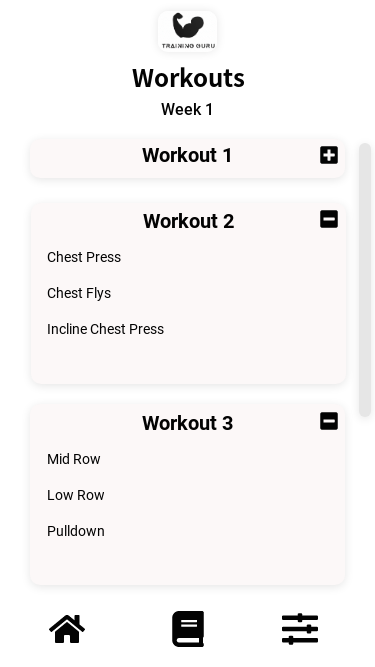 TRAINING GURU
Workouts
Week 1
Workout 1
Workout 2
Chest Press
Chest Flys
Incline Chest Press
Workout 3
Mid Row
Low Row
Pulldown